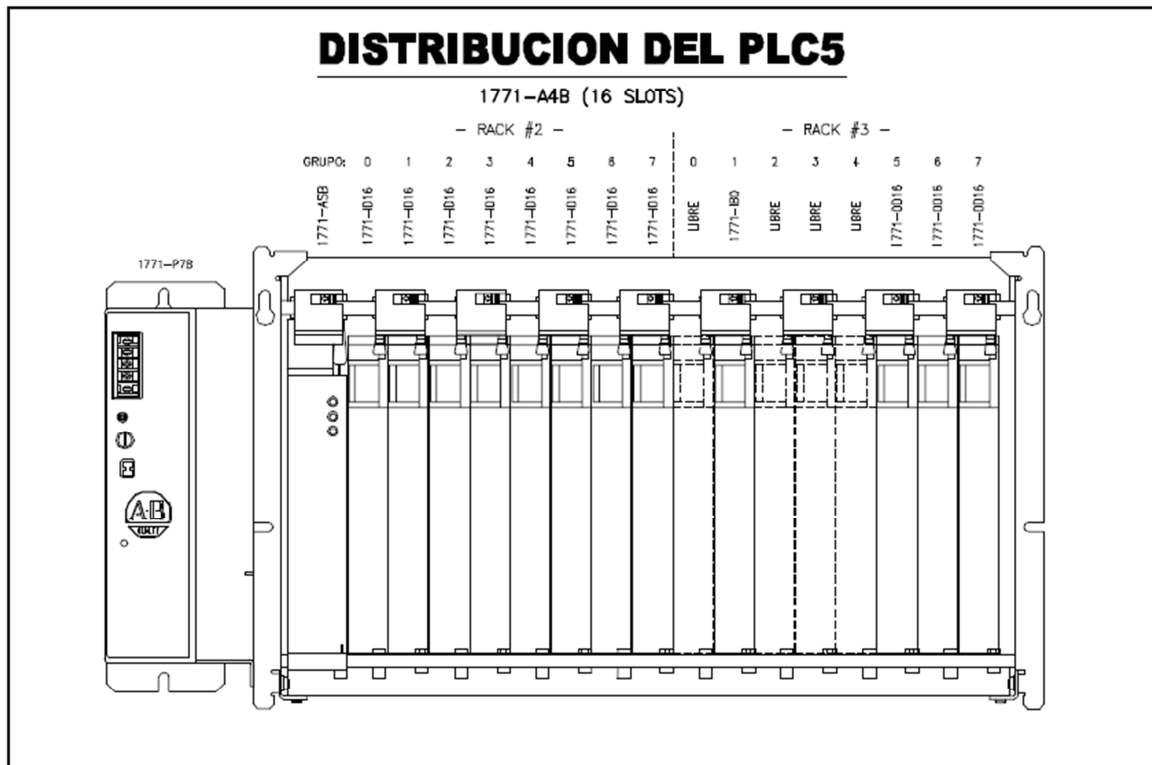 DISTRIBUCION DEL PLC5
1771-A4B (16 SLOTS)
- RACK #2 -
- RACK #3 -
GRUPO: 0 1 2 3 4 5 6 7 0 1 2 3 4 5 6 7
1771-ASB
1771-ID16
1771-ID16
1771-ID16
1771-ID16
1771-ID16
1771-ID16
1771-ID16
1771-ID16
LIBRE
1771-IBD
LIBRE
LIBRE
LIBRE
1771-OD16
1771-OD16
1771-OD16
1771-P7B
A-B